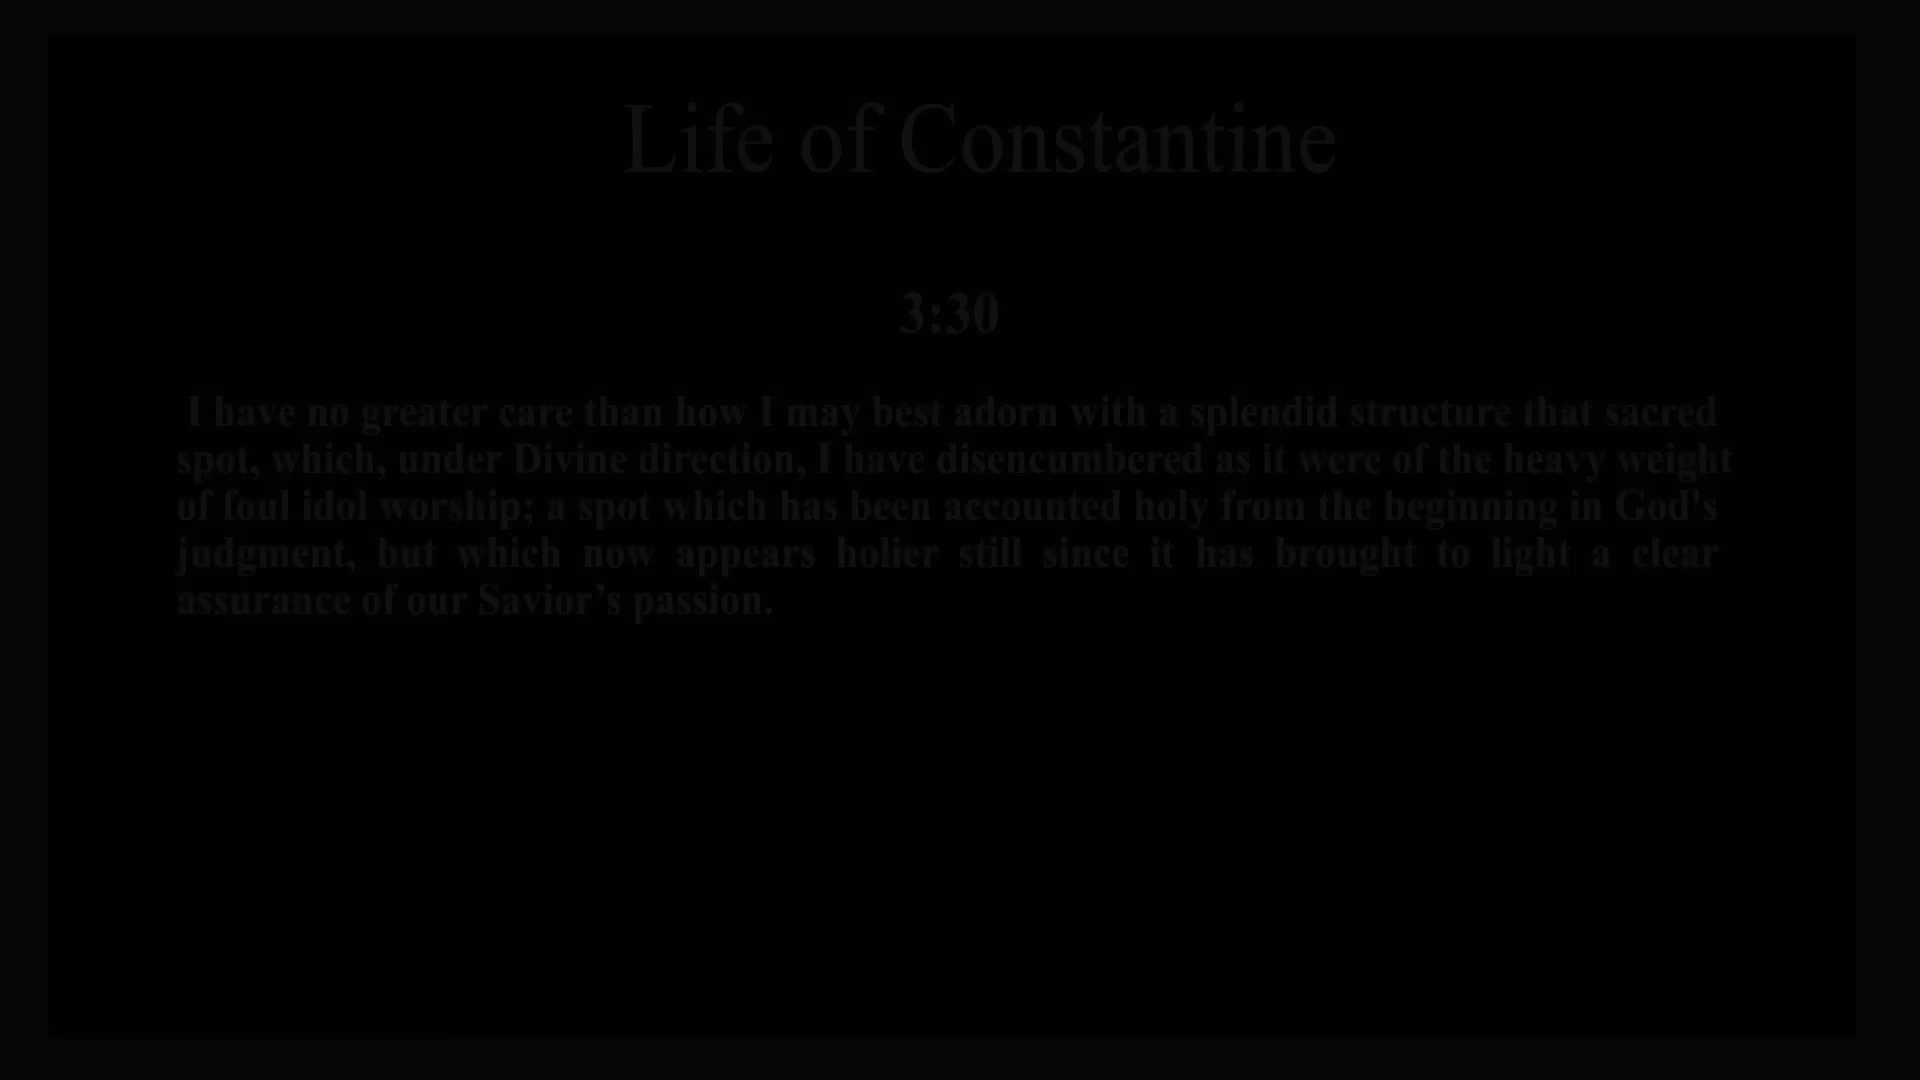 Life of Constantine
3:30
I have no greater care than how I may best adorn with a splendid structure that sacred
spot, which, under Divine direction, I have disencumbered as it were of the heavy weight
of foul idol worship; a spot which has been accounted holy from the beginning in God's
judgment, but which now appears holier still since it has brought to light a clear
assurance of our Savior’s passion.